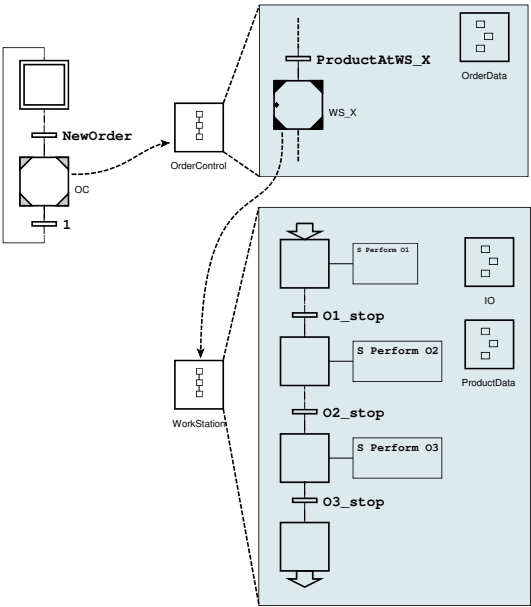 NewOrder
OC
1
OrderControl
ProductAtWS_X
WS_X
OrderData
S Perform O1
IO
O1_stop
S Perform O2
ProductData
WorkStation
O2_stop
S Perform O3
O3_stop